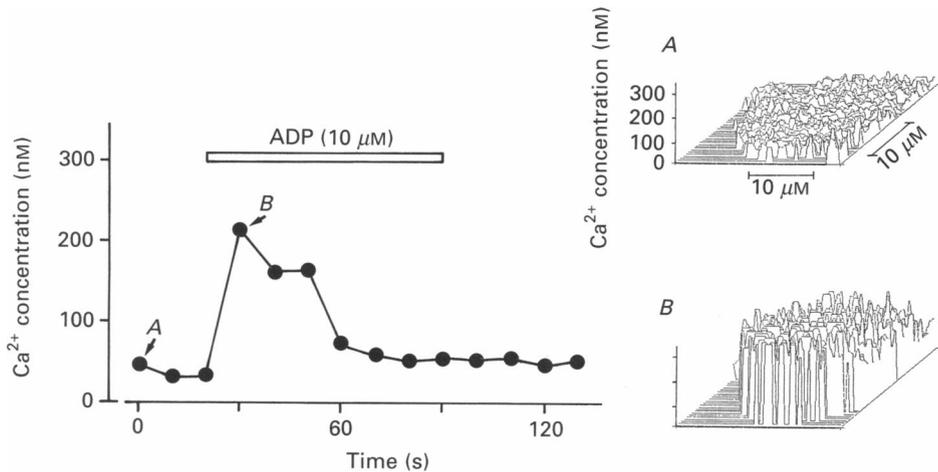 Ca²⁺ concentration (nM)
300
200
100
0
ADP (10 μM)
A
B
0
60
120
Time (s)
Ca²⁺ concentration (nM)
A
300
200
100
0
10 μM
10 μM
B